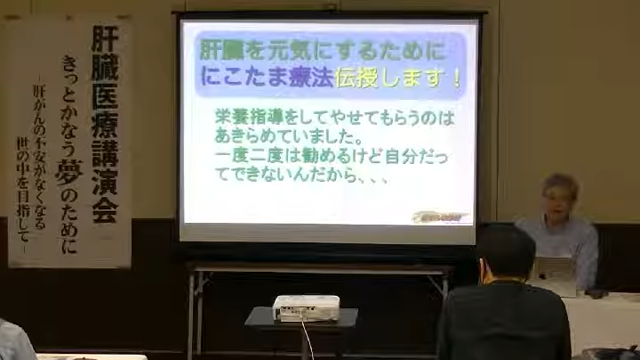 肝臓医療講演会
きっとかなう夢のために
─肝がんの不安がなくなる
世の中を目指して─
肝臓を元気にするために
にこたま療法伝授します！
栄養指導をしてやせてもらうのは
あきらめていました。
一度二度は勧めるけど自分だっ
てできないんだから、、、